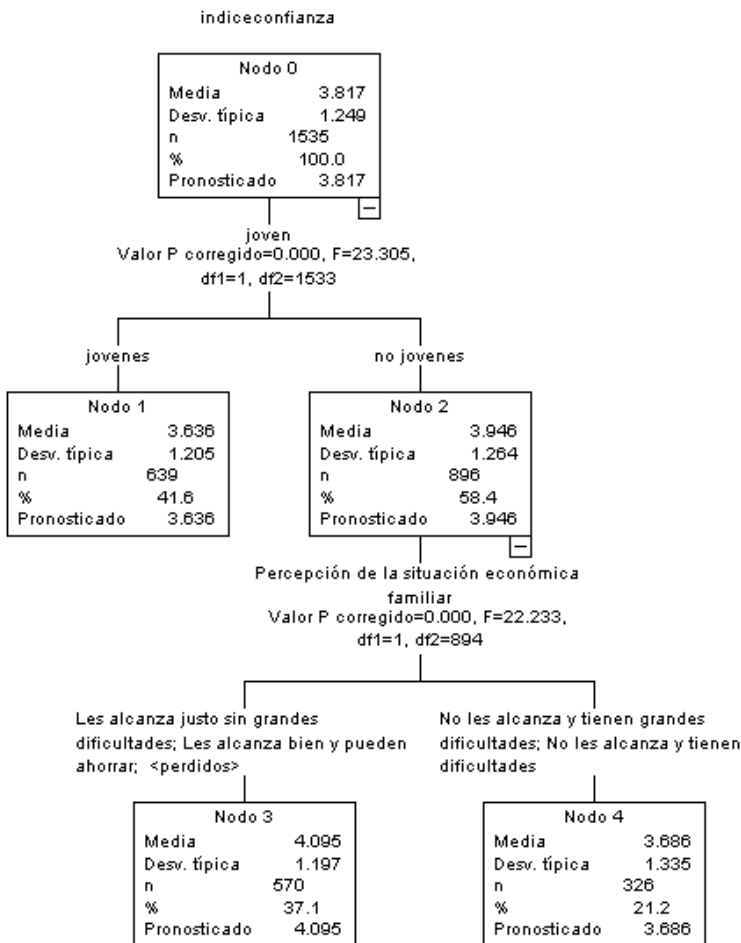 indiceconfianza
Nodo 0
Media 3.817
Desv. típica 1.249
n 1535
% 100.0
Pronosticado 3.817
joven
Valor P corregido=0.000, F=23.305,
df1=1, df2=1533
jovenes
no jovenes
Nodo 1
Media 3.636
Desv. típica 1.205
n 639
% 41.6
Pronosticado 3.636
Nodo 2
Media 3.946
Desv. típica 1.264
n 896
% 58.4
Pronosticado 3.946
Percepción de la situación económica
familiar
Valor P corregido=0.000, F=22.233,
df1=1, df2=894
Les alcanza justo sin grandes
dificultades; Les alcanza bien y pueden
ahorrar; <perdidos>
No les alcanza y tienen grandes
dificultades; No les alcanza y tienen
dificultades
Nodo 3
Media 4.095
Desv. típica 1.197
n 570
% 37.1
Pronosticado 4.095
Nodo 4
Media 3.686
Desv. típica 1.335
n 326
% 21.2
Pronosticado 3.686